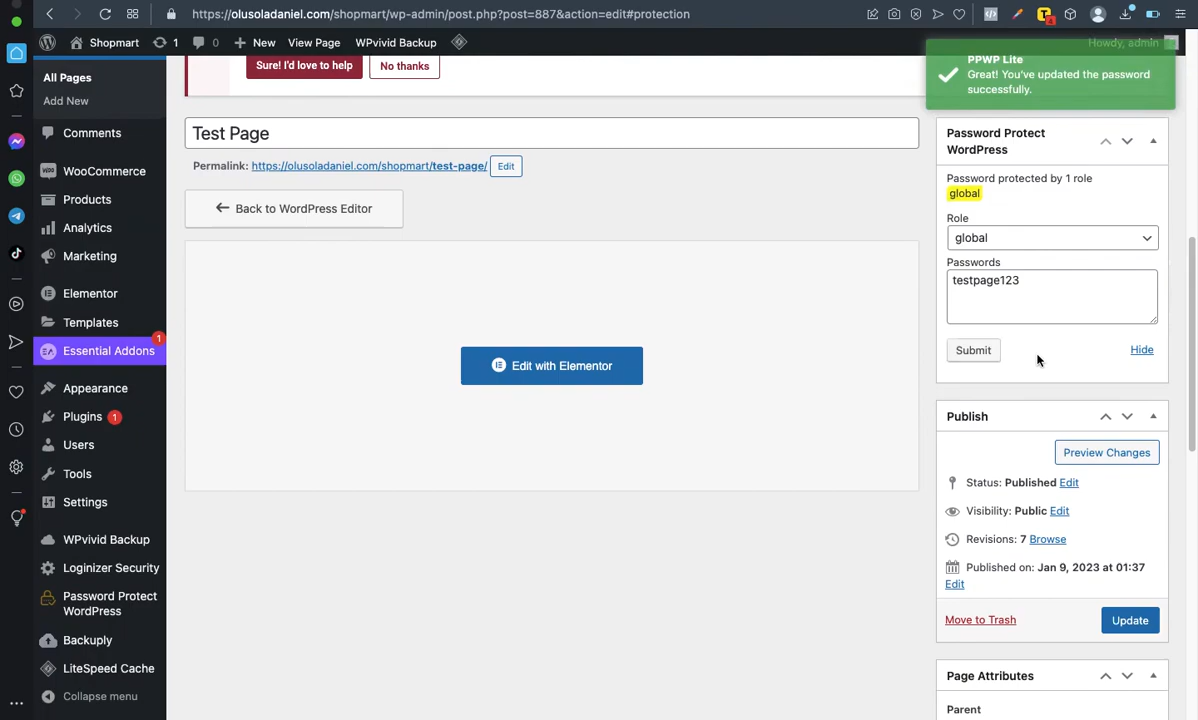 https://olusoladaniel.com/shopmart/wp-admin/post.php?post=887&action=edit#protection
Shopmart
1
0
New
View Page
WPvivid Backup
Howdy, admin
All Pages
Add New
Comments
WooCommerce
Products
Analytics
Marketing
Elementor
Templates
Essential Addons
1
Appearance
Plugins 1
Users
Tools
Settings
WPvivid Backup
Loginizer Security
Password Protect
WordPress
Backuply
LiteSpeed Cache
Collapse menu
Sure! I'd love to help
No thanks
Test Page
Permalink: https://olusoladaniel.com/shopmart/test-page/ Edit
Back to WordPress Editor
Edit with Elementor
PPWP Lite
Great! You've updated the password
successfully.
Password Protect
WordPress
Password protected by 1 role
global
Role
global
Passwords
testpage123
Submit
Hide
Publish
Preview Changes
Status: Published Edit
Visibility: Public Edit
Revisions: 7 Browse
Published on: Jan 9, 2023 at 01:37
Edit
Move to Trash
Update
Page Attributes
Parent